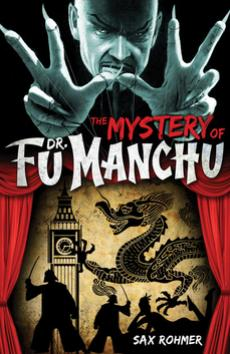 THE MYSTERY OF
DR.
FU MANCHU
SAX ROHMER